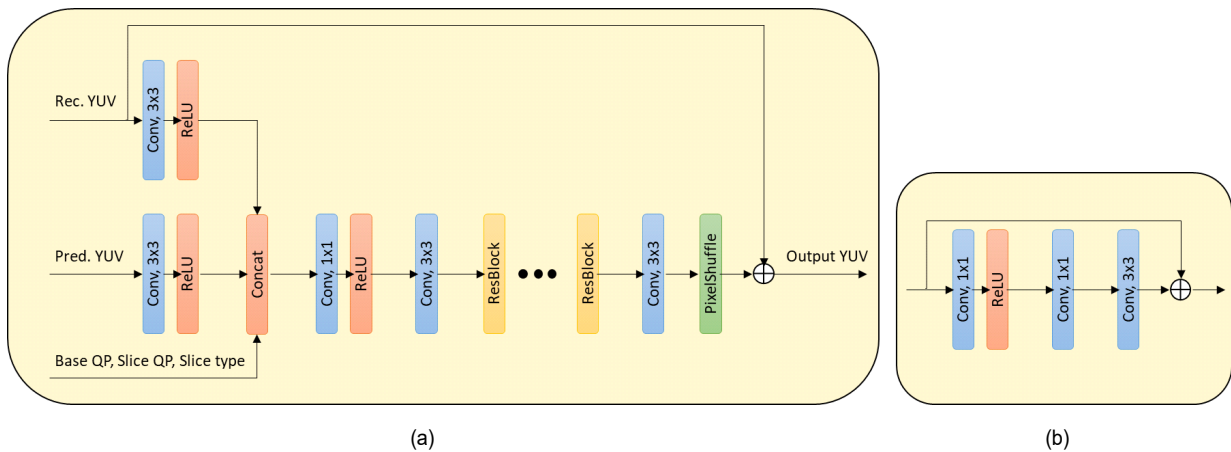 Rec. YUV
Conv, 3x3
ReLU
Pred. YUV
Conv, 3x3
ReLU
Concat
Conv, 1x1
ReLU
Conv, 3x3
ResBlock
ResBlock
Conv, 3x3
PixelShuffle
Output YUV
Base QP, Slice QP, Slice type
(a)
Conv, 1x1
ReLU
Conv, 1x1
Conv, 3x3
(b)